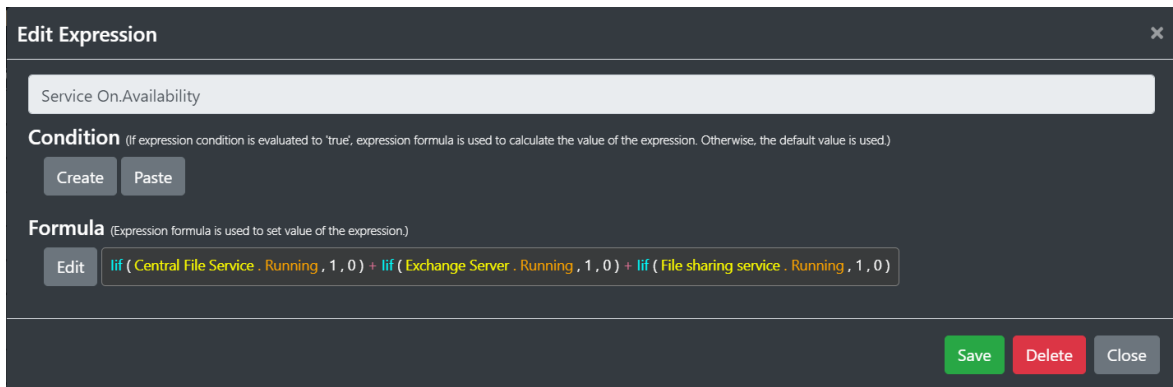 Edit Expression ×
Service On.Availability
Condition (If expression condition is evaluated to 'true', expression formula is used to calculate the value of the expression. Otherwise, the default value is used.)
Create Paste
Formula (Expression formula is used to set value of the expression.)
Edit Iif ( Central File Service . Running , 1 , 0 ) + Iif ( Exchange Server . Running , 1 , 0 ) + Iif ( File sharing service . Running , 1 , 0 )
Save Delete Close